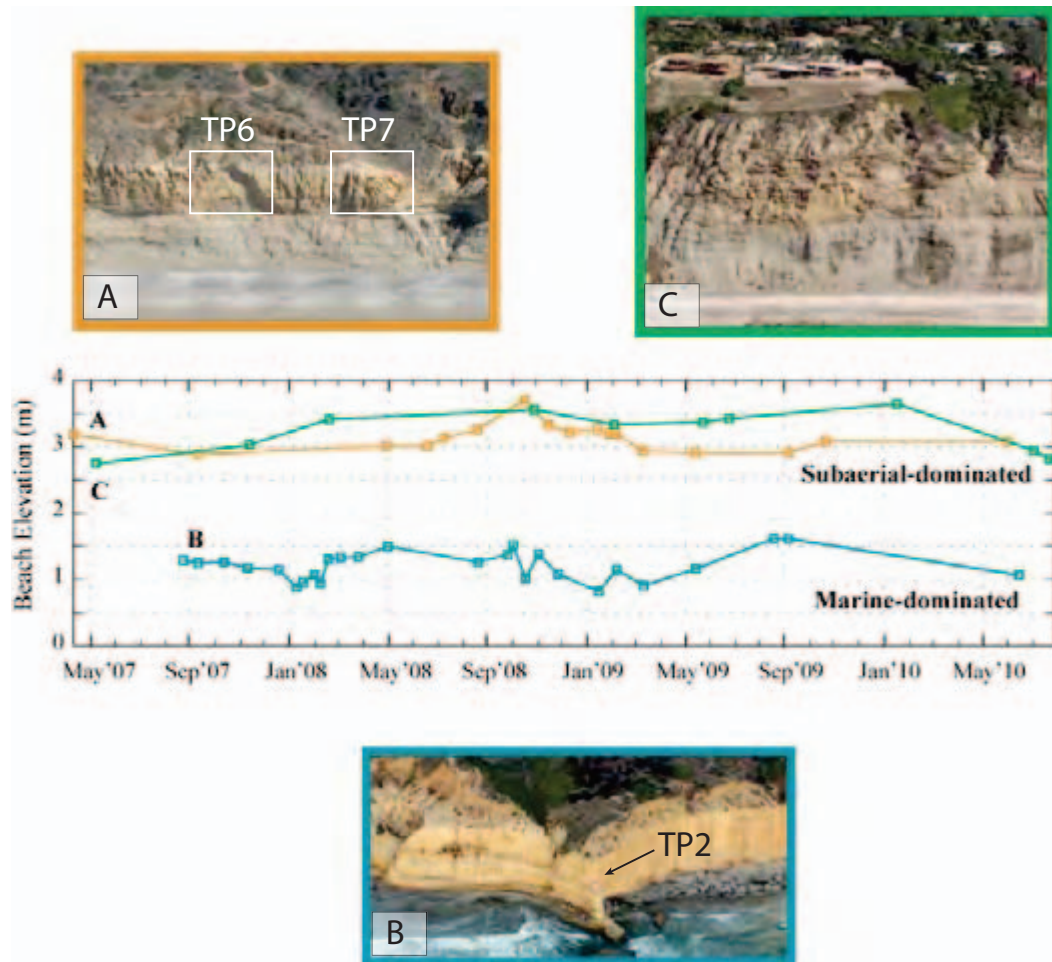 TP6 TP7
A
C
4
3
2
1
0
Beach Elevation (m)
A
C
B
Subaerial-dominated
Marine-dominated
May'07 Sep'07 Jan'08 May'08 Sep'08 Jan'09 May'09 Sep'09 Jan'10 May'10
TP2
B